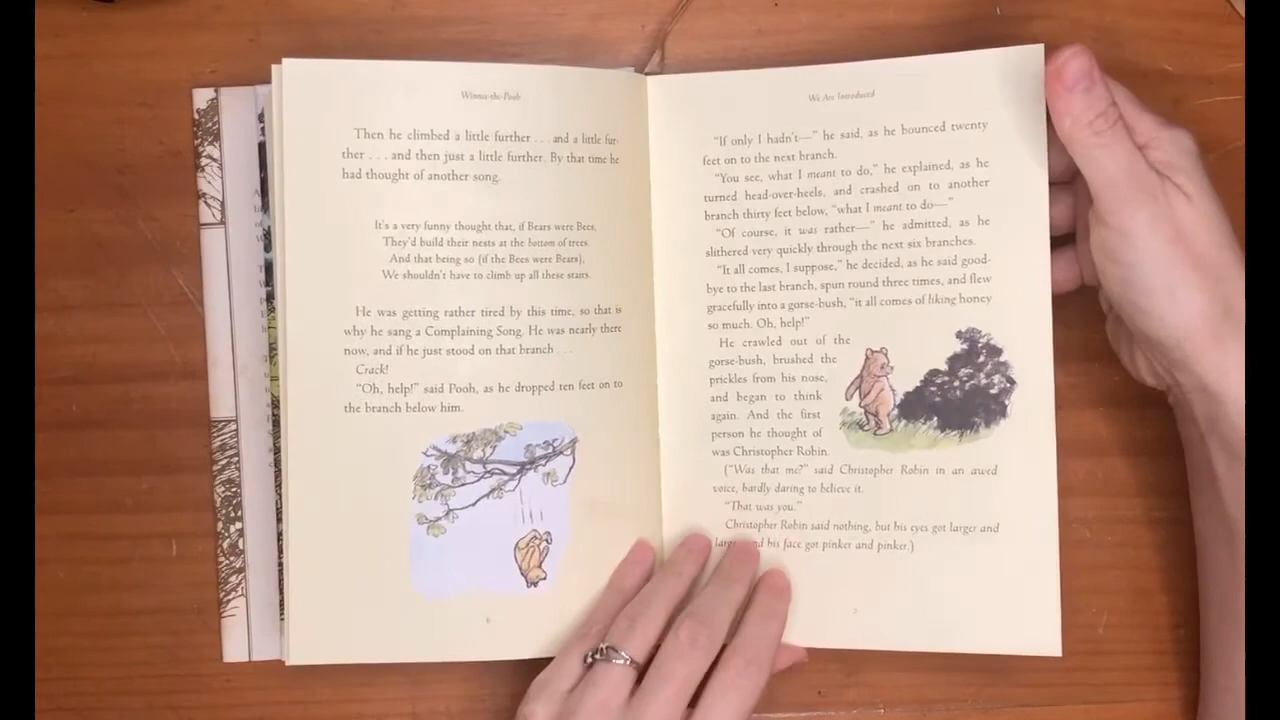 Winnie-the-Pooh
Then he climbed a little further . . . and a little fur-
ther . . . and then just a little further. By that time he
had thought of another song.
It's a very funny thought that, if Bears were Bees,
They'd build their nests at the bottom of trees.
And that being so (if the Bees were Bears),
We shouldn't have to climb up all these stairs.
He was getting rather tired by this time, so that is
why he sang a Complaining Song. He was nearly there
now, and if he just stood on that branch . . .
Crack!
"Oh, help!" said Pooh, as he dropped ten feet on to
the branch below him.
6
We Are Introduced
"If only I hadn't—" he said, as he bounced twenty
feet on to the next branch.
"You see, what I meant to do," he explained, as he
turned head-over-heels, and crashed on to another
branch thirty feet below, "what I meant to do—"
"Of course, it was rather—" he admitted, as he
slithered very quickly through the next six branches.
"It all comes, I suppose," he decided, as he said good-
bye to the last branch, spun round three times, and flew
gracefully into a gorse-bush, "it all comes of liking honey
so much. Oh, help!"
He crawled out of the
gorse-bush, brushed the
prickles from his nose,
and began to think
again. And the first
person he thought of
was Christopher Robin.
("Was that me?" said Christopher Robin in an awed
voice, hardly daring to believe it.
"That was you."
Christopher Robin said nothing, but his eyes got larger and
his face got pinker and pinker.)
7